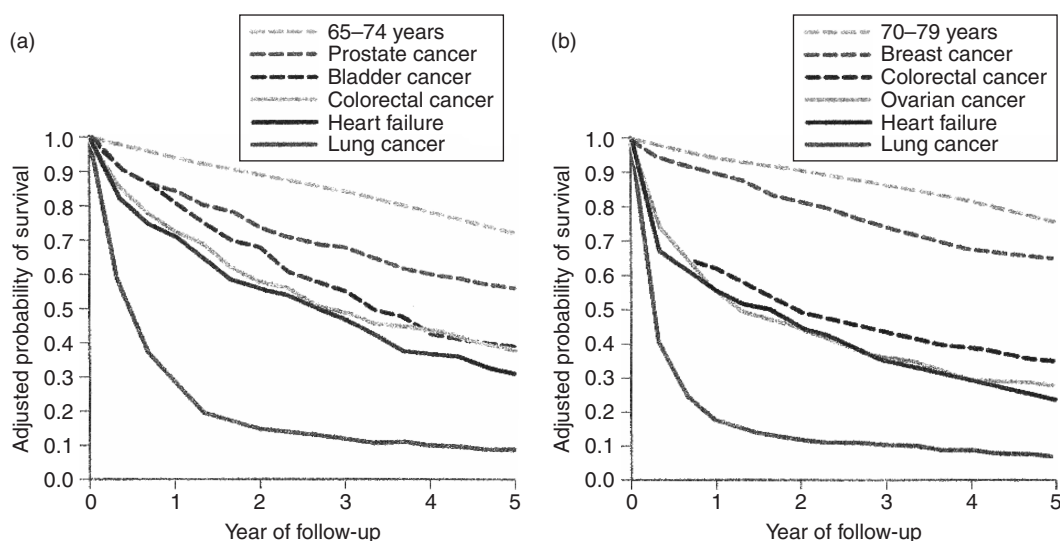 (a)
65–74 years
Prostate cancer
Bladder cancer
Colorectal cancer
Heart failure
Lung cancer
Adjusted probability of survival
1.0
0.9
0.8
0.7
0.6
0.5
0.4
0.3
0.2
0.1
0.0
0 1 2 3 4 5
Year of follow-up
(b)
70–79 years
Breast cancer
Colorectal cancer
Ovarian cancer
Heart failure
Lung cancer
Adjusted probability of survival
1.0
0.9
0.8
0.7
0.6
0.5
0.4
0.3
0.2
0.1
0.0
0 1 2 3 4 5
Year of follow-up